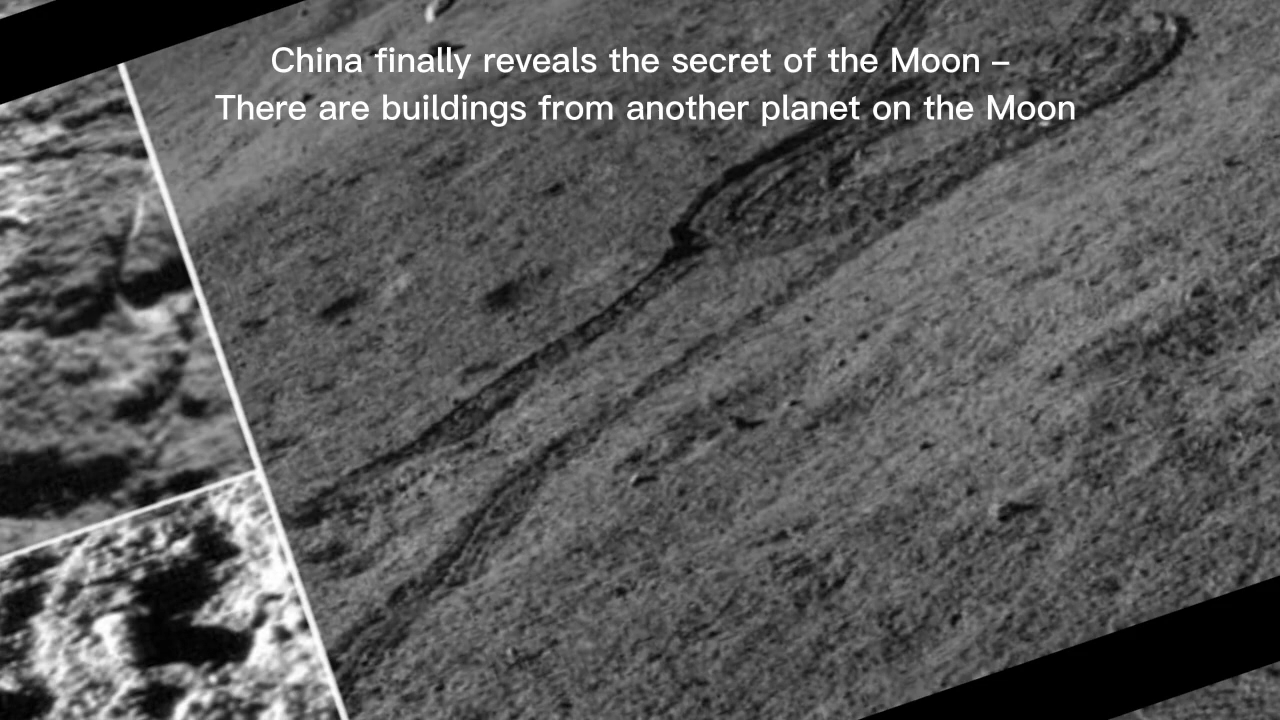 China finally reveals the secret of the Moon –
There are buildings from another planet on the Moon